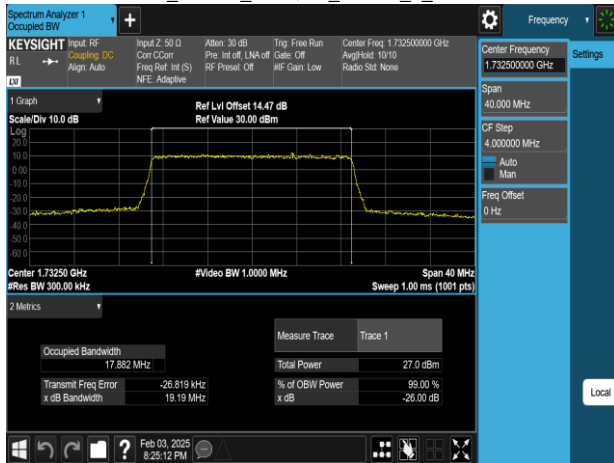 Spectrum Analyzer 1
Occupied BW
Frequency
KEYSIGHT
RL
LXI
Input: RF
Coupling: DC
Align: Auto
Input Z: 50 Ω
Corr CCorr
Freq Ref: Int (S)
NFE: Adaptive
Atten: 30 dB
Pre: Int off, LNA off
RF Preset: Off
Trig: Free Run
Gate: Off
#IF Gain: Low
Center Freq: 1.732500000 GHz
Avg|Hold: 10/10
Radio Std: None
Center Frequency
1.732500000 GHz
Settings
Span
40.000 MHz
CF Step
4.000000 MHz
Auto
Man
Freq Offset
0 Hz
Local
1 Graph
Scale/Div 10.0 dB
Ref Lvl Offset 14.47 dB
Ref Value 30.00 dBm
Log
20.0
10.0
0.00
-10.0
-20.0
-30.0
-40.0
-50.0
-60.0
Center 1.73250 GHz
#Video BW 1.0000 MHz
Span 40 MHz
#Res BW 300.00 kHz
Sweep 1.00 ms (1001 pts)
2 Metrics
Measure Trace Trace 1
Occupied Bandwidth
17.882 MHz
Total Power 27.0 dBm
Transmit Freq Error -26.819 kHz
% of OBW Power 99.00 %
x dB Bandwidth 19.19 MHz
x dB -26.00 dB
?
Feb 03, 2025
8:25:12 PM